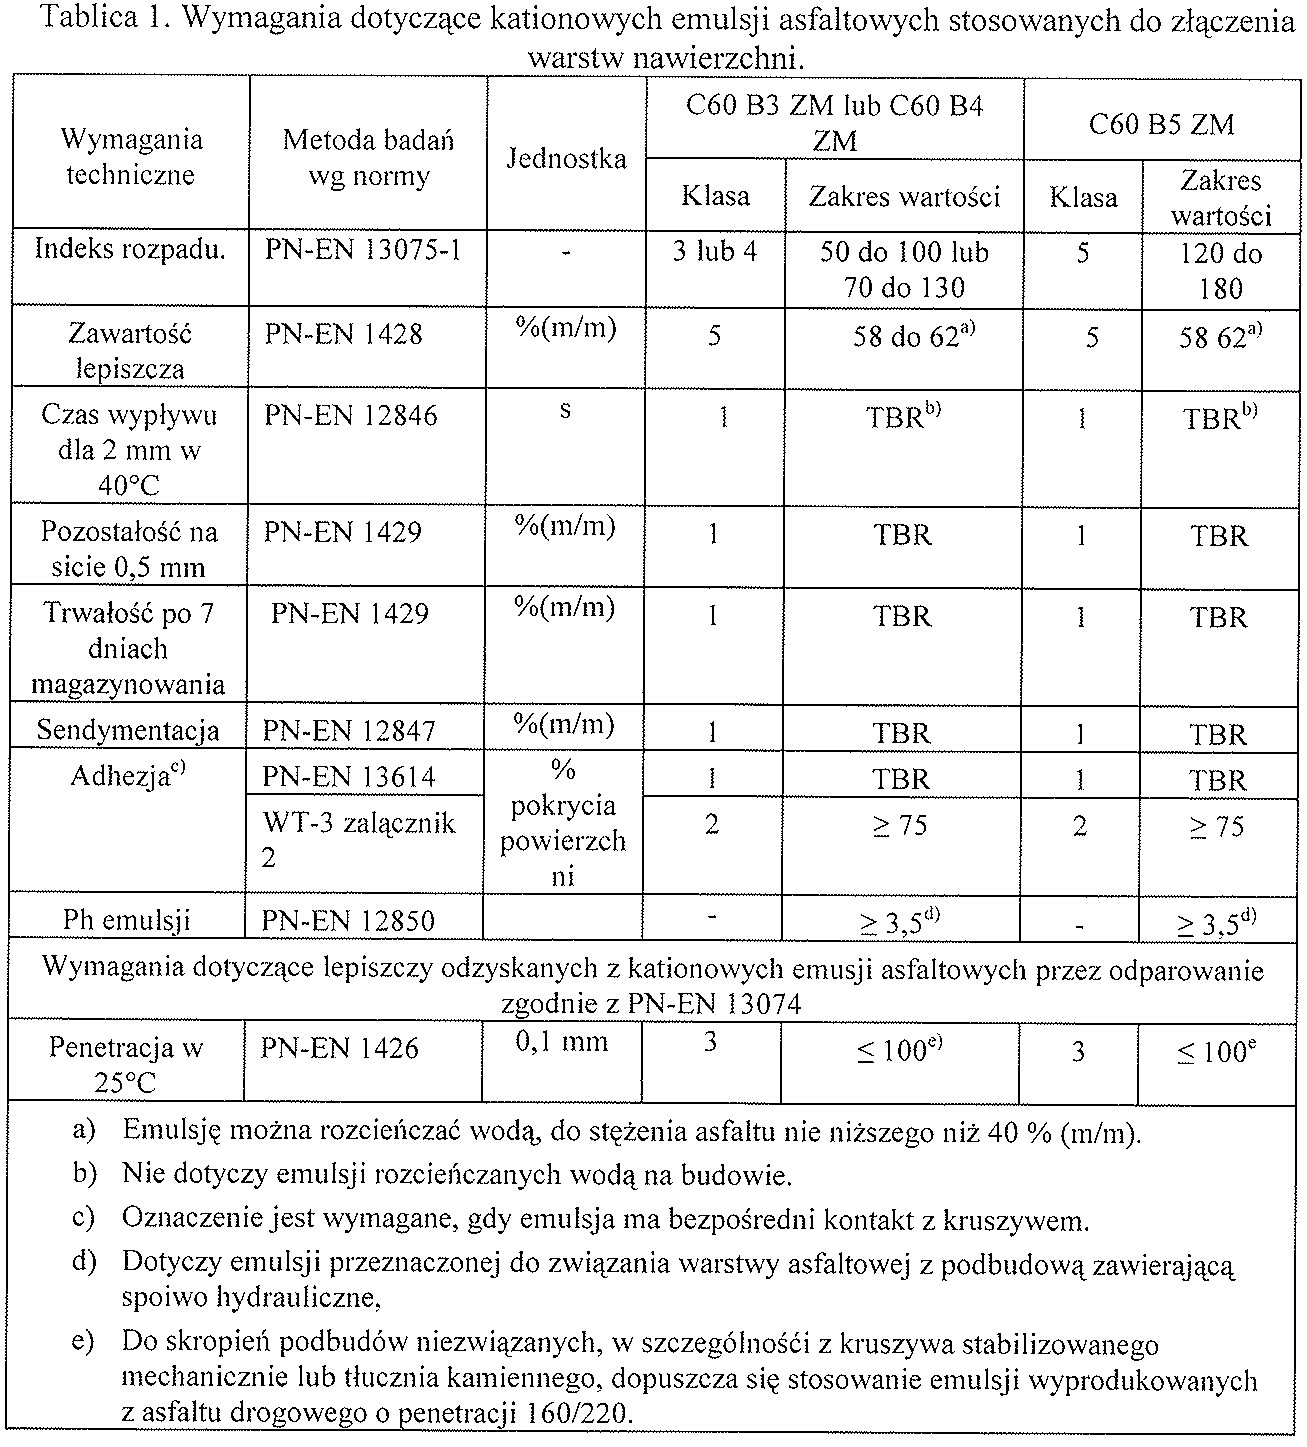 Tablica 1. Wymagania dotyczące kationowych emulsji asfaltowych stosowanych do złączenia
warstw nawierzchni.
Wymagania
techniczne
Metoda badań
wg normy
Jednostka
C60 B3 ZM lub C60 B4
ZM
C60 B5 ZM
Klasa
Zakres wartości
Klasa
Zakres
wartości
Indeks rozpadu.
PN-EN 13075-1
-
3 lub 4
50 do 100 lub
70 do 130
5
120 do
180
Zawartość
lepiszcza
PN-EN 1428
%(m/m)
5
58 do 62a)
5
58 62a)
Czas wypływu
dla 2 mm w
40°C
PN-EN 12846
s
1
TBRb)
1
TBRb)
Pozostałość na
sicie 0,5 mm
PN-EN 1429
%(m/m)
1
TBR
1
TBR
Trwałość po 7
dniach
magazynowania
PN-EN 1429
%(m/m)
1
TBR
1
TBR
Sendymentacja
PN-EN 12847
%(m/m)
1
TBR
1
TBR
Adhezjac)
PN-EN 13614
%
pokrycia
powierzch
ni
1
TBR
1
TBR
WT-3 zalącznik
2
2
≥ 75
2
≥ 75
Ph emulsji
PN-EN 12850
-
≥ 3,5d)
-
≥ 3,5d)
Wymagania dotyczące lepiszczy odzyskanych z kationowych emusji asfaltowych przez odparowanie
zgodnie z PN-EN 13074
Penetracja w
25°C
PN-EN 1426
0,1 mm
3
≤ 100e)
3
≤ 100e
a) Emulsję można rozcieńczać wodą, do stężenia asfaltu nie niższego niż 40 % (m/m).
b) Nie dotyczy emulsji rozcieńczanych wodą na budowie.
c) Oznaczenie jest wymagane, gdy emulsja ma bezpośredni kontakt z kruszywem.
d) Dotyczy emulsji przeznaczonej do związania warstwy asfaltowej z podbudową zawierającą
spoiwo hydrauliczne,
e) Do skropień podbudów niezwiązanych, w szczególnośći z kruszywa stabilizowanego
mechanicznie lub tłucznia kamiennego, dopuszcza się stosowanie emulsji wyprodukowanych
z asfaltu drogowego o penetracji 160/220.